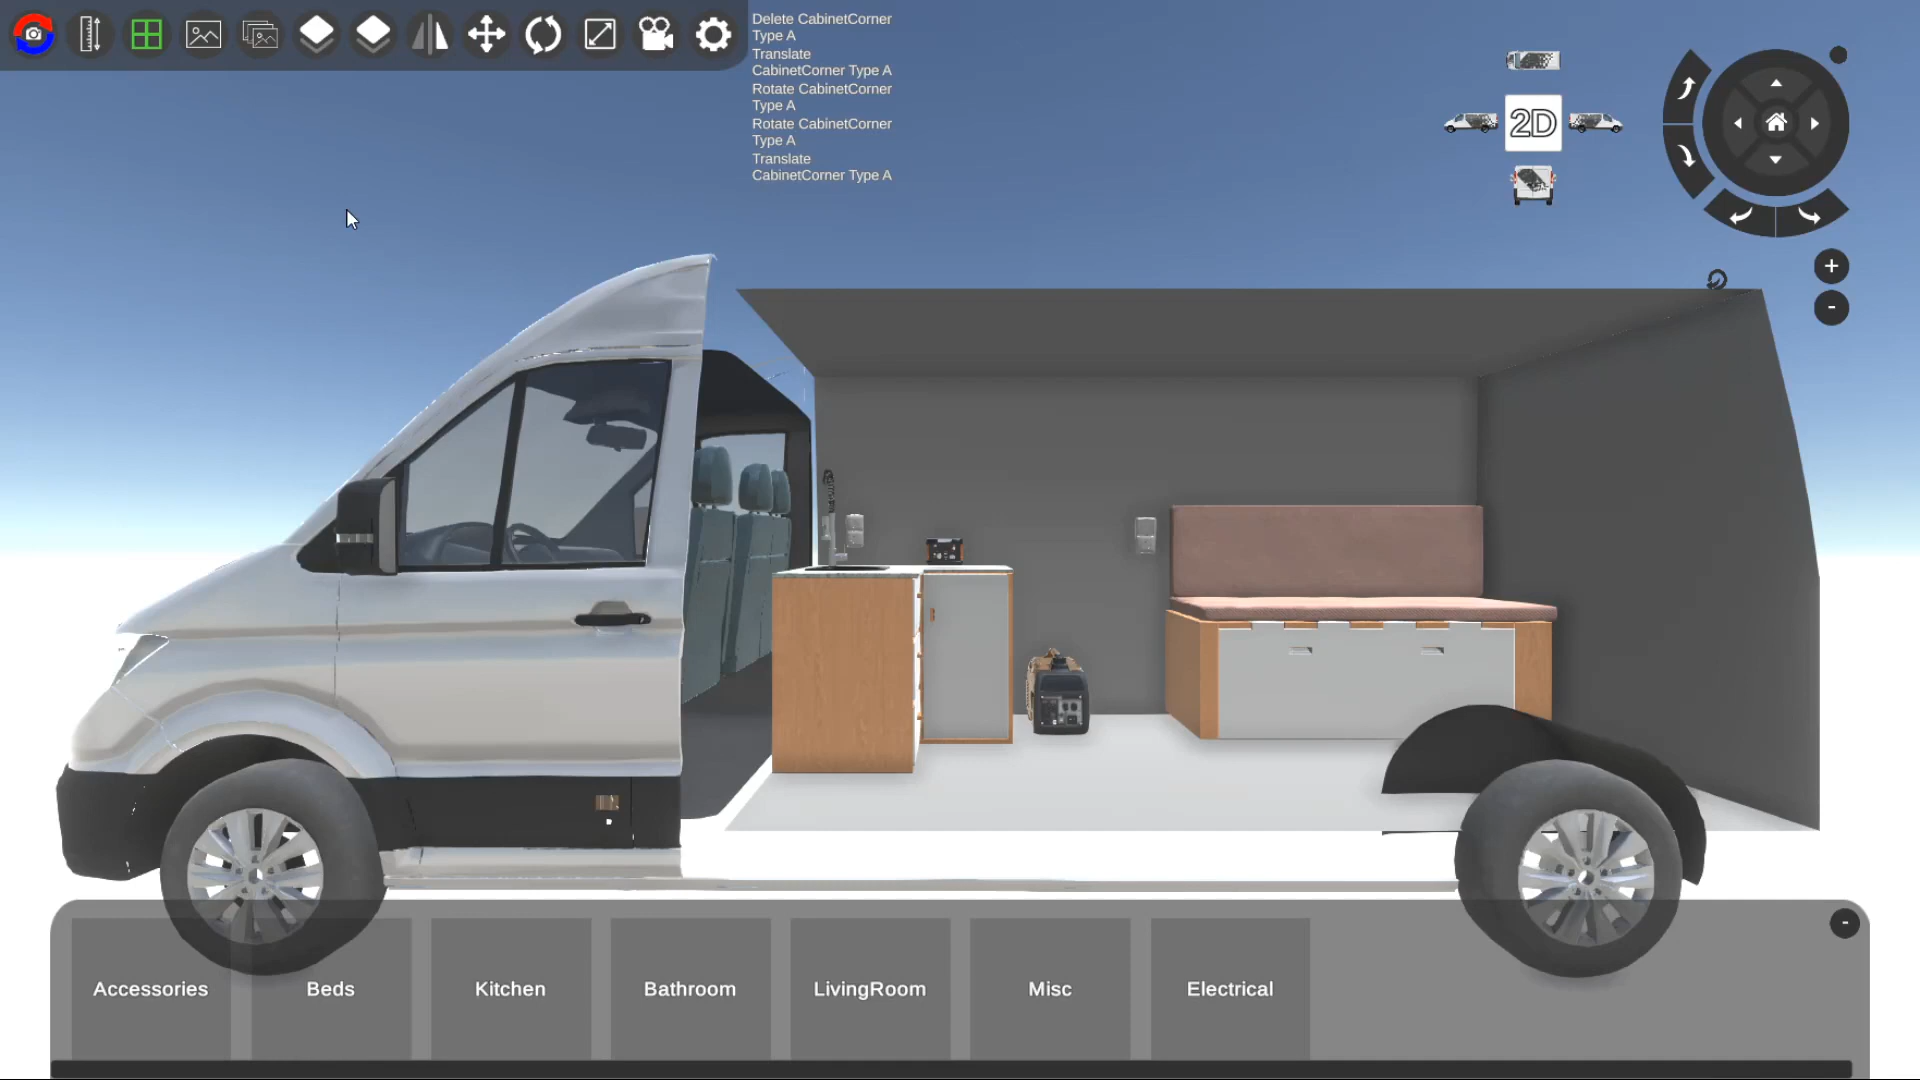 Delete CabinetCorner
Type A
Translate
CabinetCorner Type A
Rotate CabinetCorner
Type A
Rotate CabinetCorner
Type A
Translate
CabinetCorner Type A
2D
+
-
-
Accessories
Beds
Kitchen
Bathroom
LivingRoom
Misc
Electrical